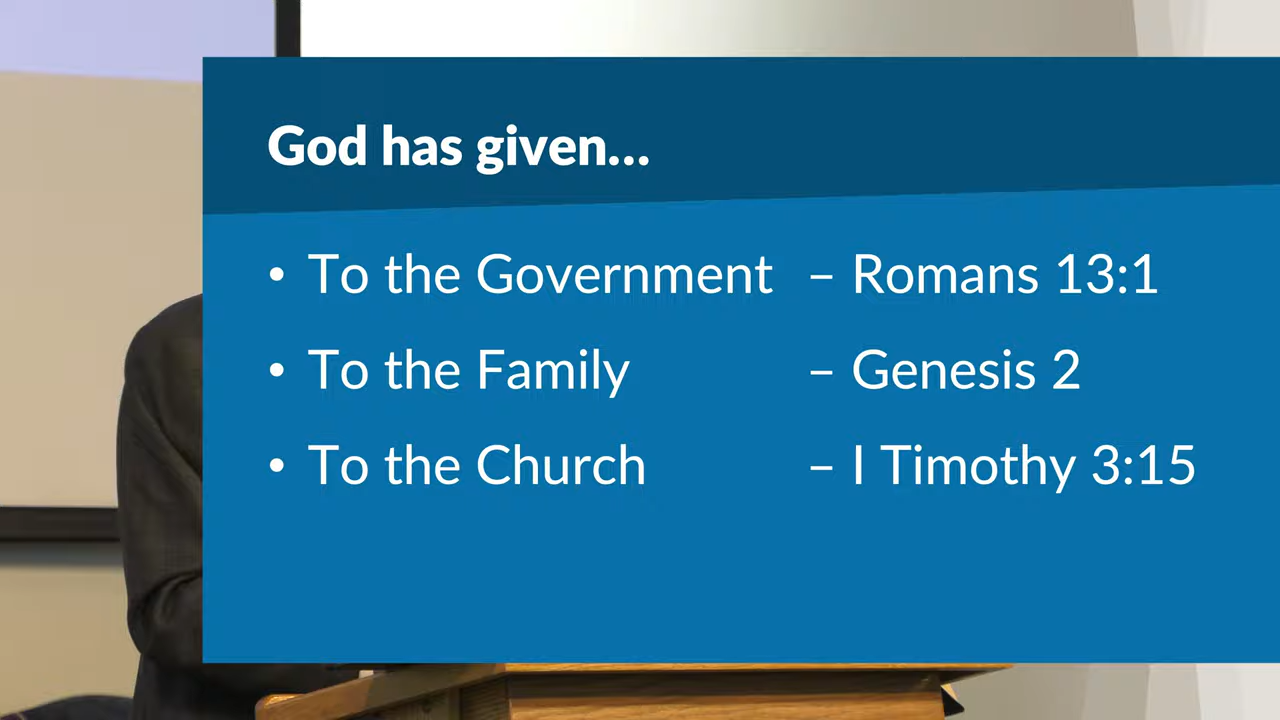 God has given...
• To the Government – Romans 13:1
• To the Family – Genesis 2
• To the Church – I Timothy 3:15